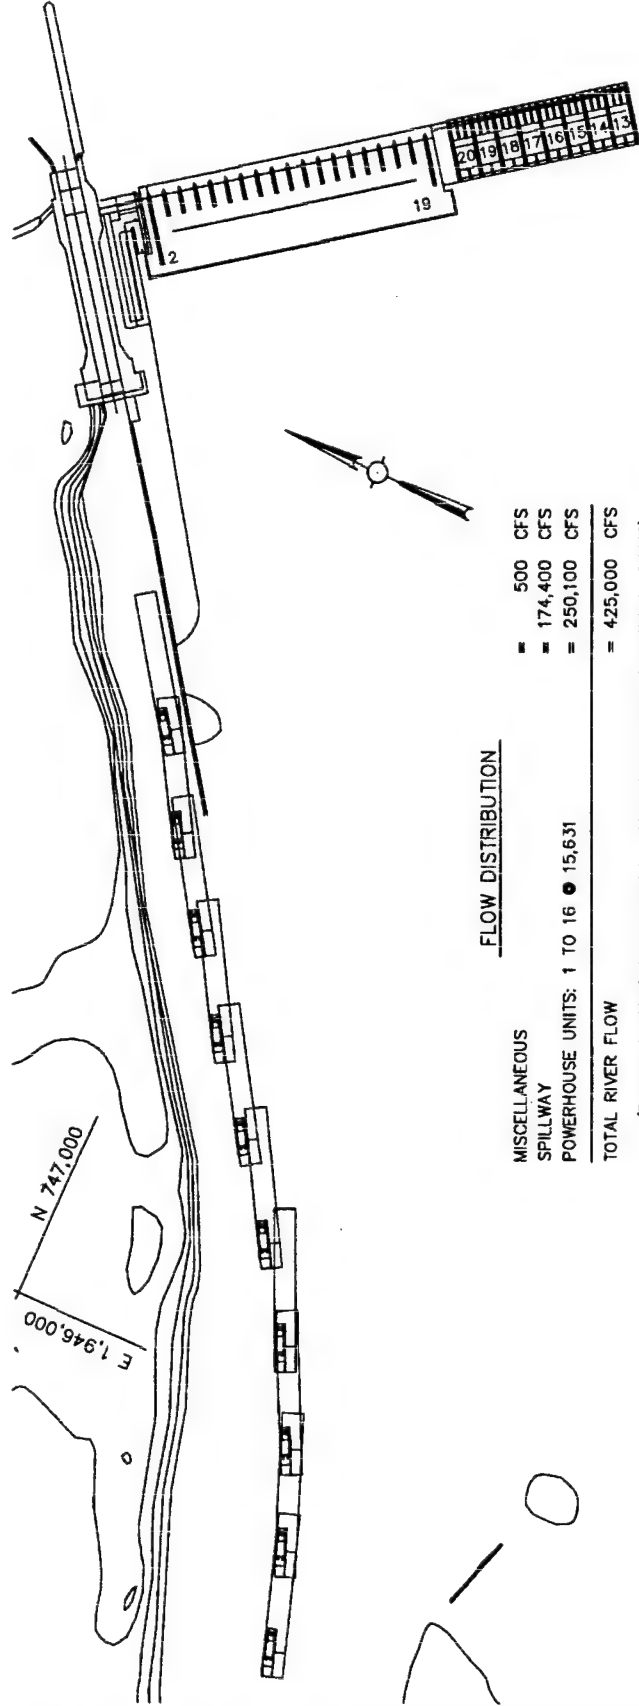 2
19
20 19 18 17 16 15 14 13
N 747,000
E 1,946,000
FLOW DISTRIBUTION
MISCELLANEOUS = 500 CFS
SPILLWAY = 174,400 CFS
POWERHOUSE UNITS: 1 TO 16 @ 15,631 = 250,100 CFS
TOTAL RIVER FLOW = 425,000 CFS